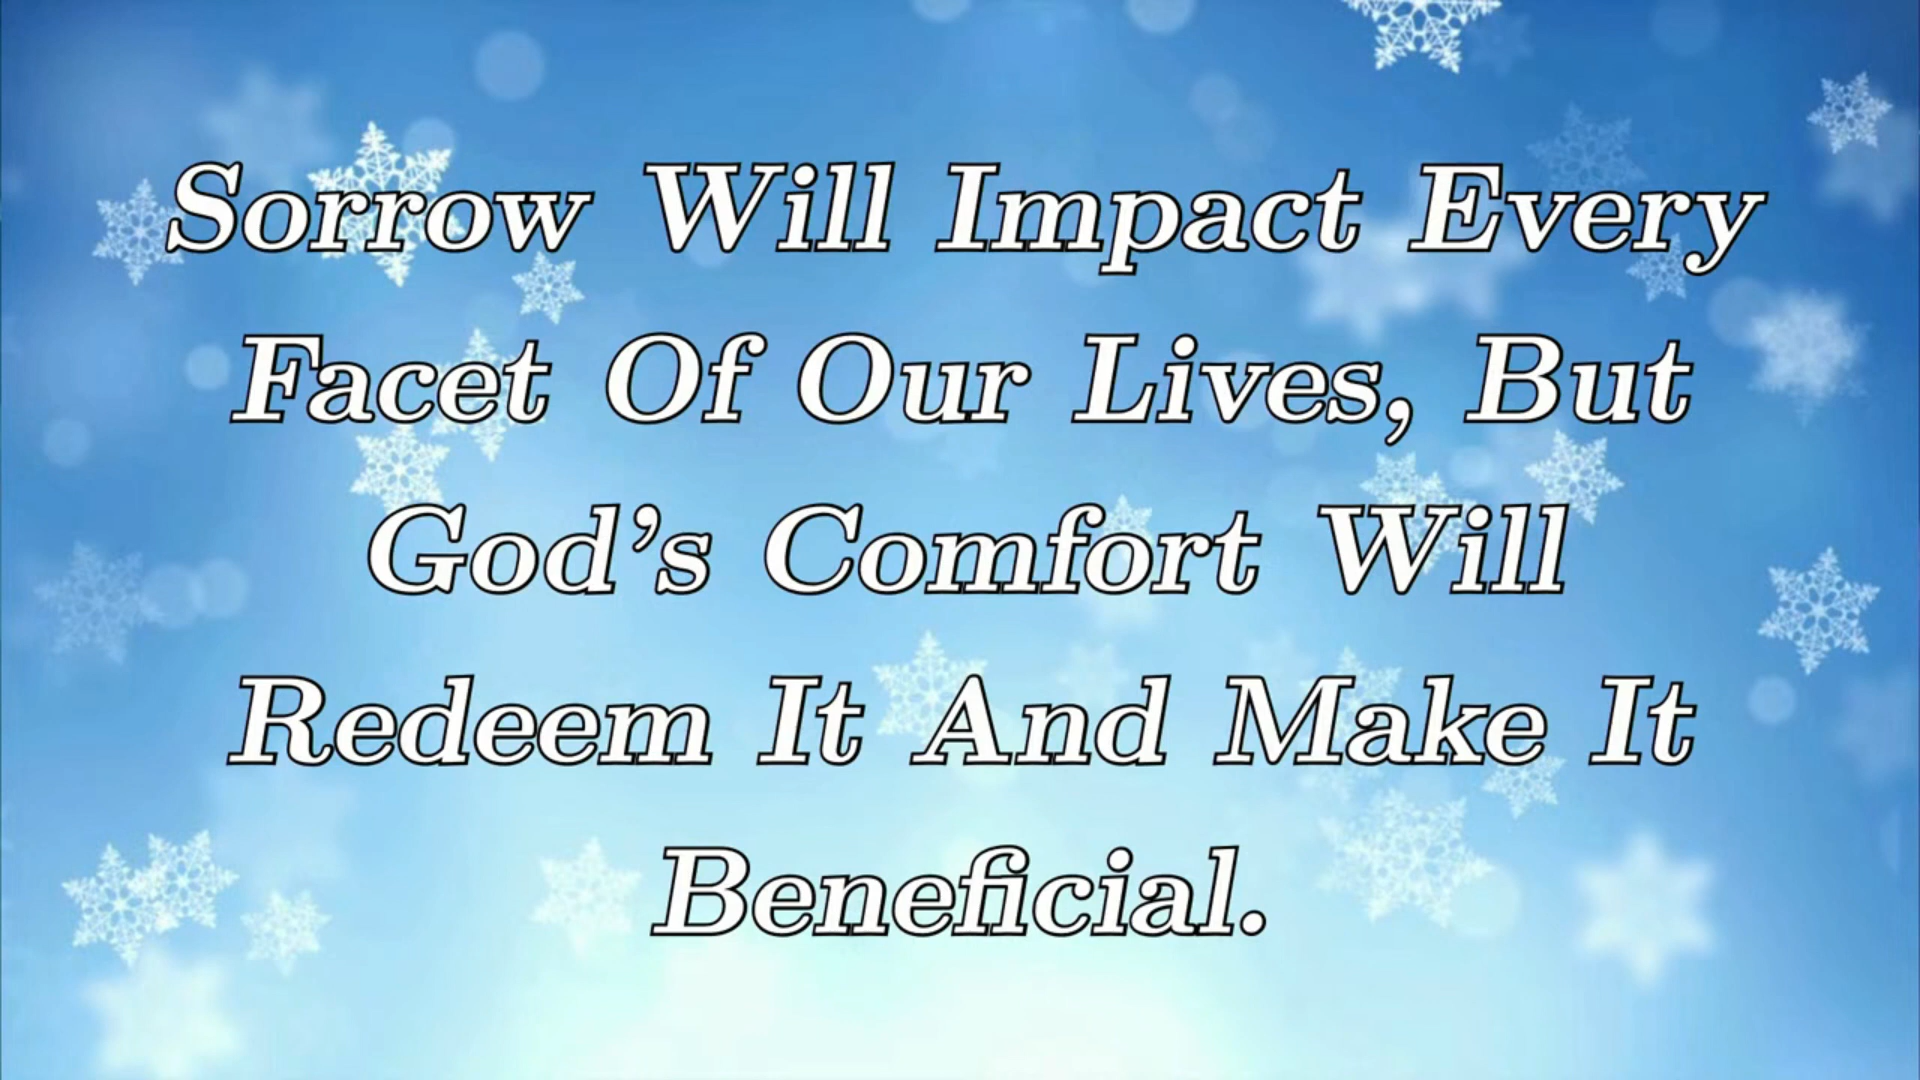 Sorrow Will Impact Every
Facet Of Our Lives, But
God’s Comfort Will
Redeem It And Make It
Beneficial.